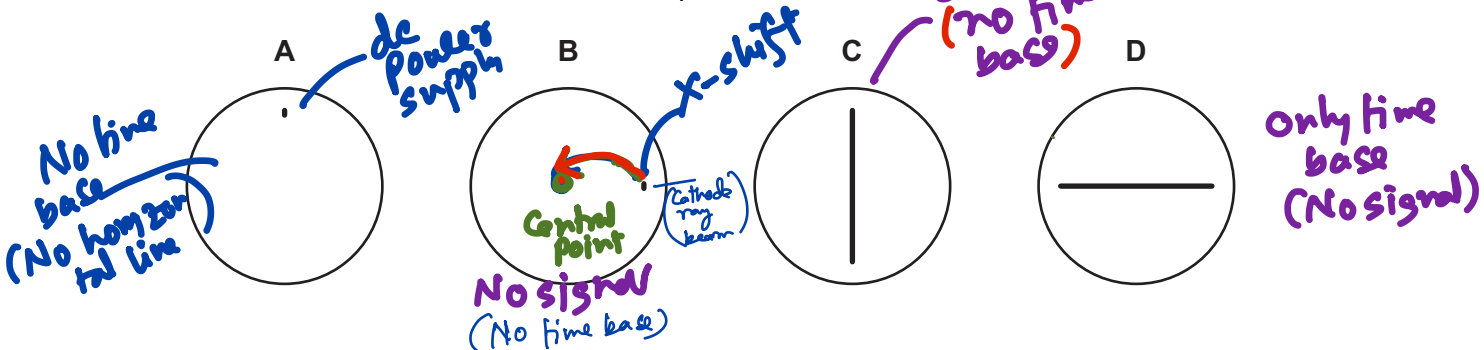 A
dc
power
supply
No time
base
(No horizon
tal line
B
X-shift
(Cathode
ray
beam)
Central
point
No signal
(No time base)
C
(no time
base)
D
Only time
base
(No signal)